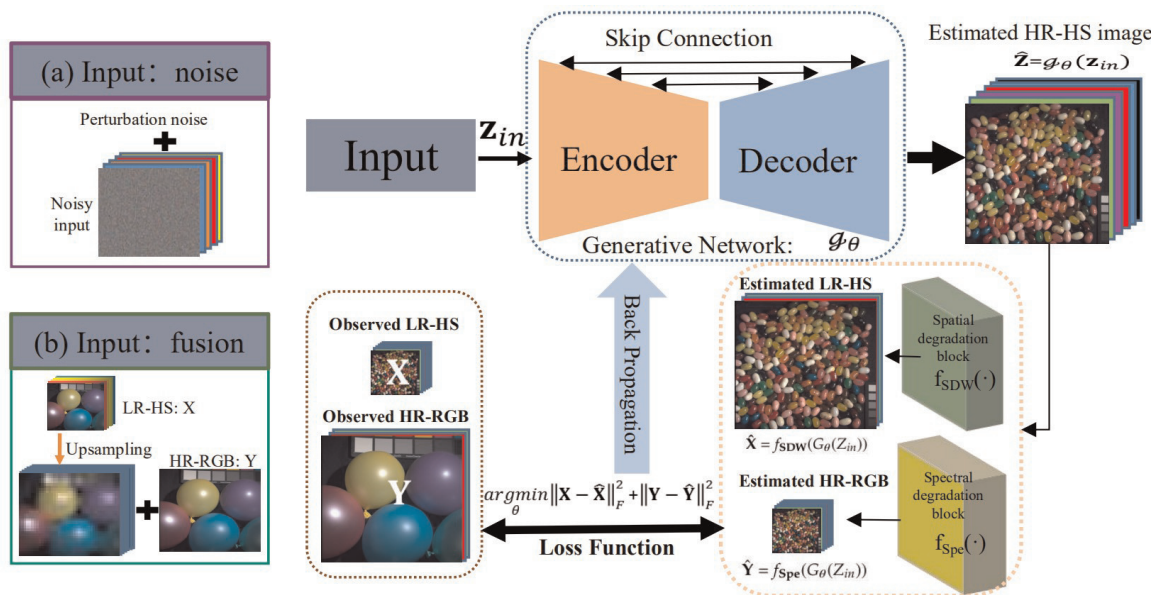 (a) Input: noise
Perturbation noise
Noisy
input
(b) Input: fusion
LR-HS: X
Upsampling
HR-RGB: Y
Input
𝐳𝑖𝑛
Skip Connection
Encoder
Decoder
Generative Network: ℊ_θ
Estimated HR-HS image
Ẑ=ℊ_θ(𝐳𝑖𝑛)
Back Propagation
Observed LR-HS
X
Observed HR-RGB
Y
argmin_θ‖X − X̂‖²_F+‖Y − Ŷ‖²_F
Loss Function
Estimated LR-HS
X̂ = f_SDW(G_θ(Z_in))
Spatial
degradation
block
f_SDW(·)
Estimated HR-RGB
Ŷ = f_Spe(G_θ(Z_in))
Spectral
degradation
block
f_Spe(·)